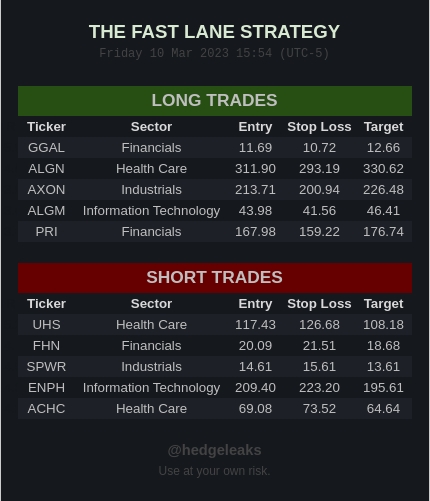 THE FAST LANE STRATEGY
Friday 10 Mar 2023 15:54 (UTC-5)
LONG TRADES
Ticker Sector Entry Stop Loss Target
GGAL Financials 11.69 10.72 12.66
ALGN Health Care 311.90 293.19 330.62
AXON Industrials 213.71 200.94 226.48
ALGM Information Technology 43.98 41.56 46.41
PRI Financials 167.98 159.22 176.74
SHORT TRADES
Ticker Sector Entry Stop Loss Target
UHS Health Care 117.43 126.68 108.18
FHN Financials 20.09 21.51 18.68
SPWR Industrials 14.61 15.61 13.61
ENPH Information Technology 209.40 223.20 195.61
ACHC Health Care 69.08 73.52 64.64
@hedgeleaks
Use at your own risk.